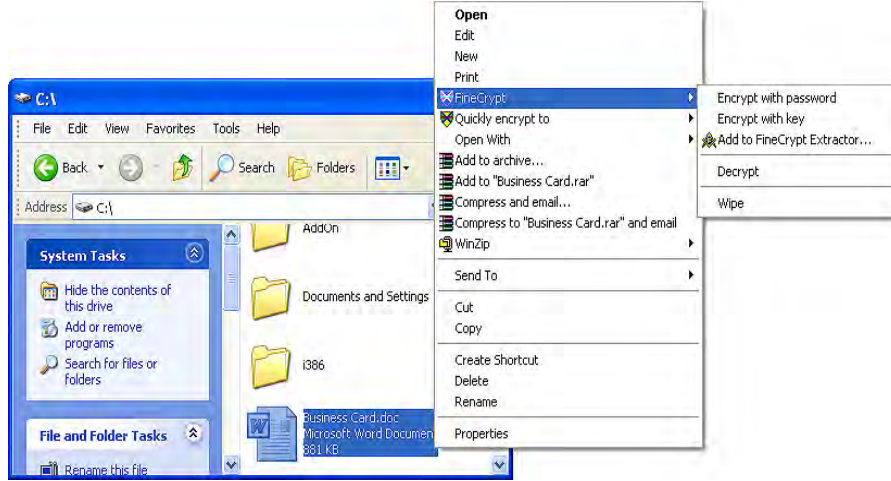 C:\
File Edit View Favorites Tools Help
Back Search Folders
Address C:\
System Tasks
Hide the contents of
this drive
Add or remove
programs
Search for files or
folders
File and Folder Tasks
Rename this file
AddOn
Documents and Settings
i386
Business Card.doc
Microsoft Word Documen
881 KB
Open
Edit
New
Print
FineCrypt
Quickly encrypt to
Open With
Add to archive...
Add to "Business Card.rar"
Compress and email...
Compress to "Business Card.rar" and email
WinZip
Send To
Cut
Copy
Create Shortcut
Delete
Rename
Properties
Encrypt with password
Encrypt with key
Add to FineCrypt Extractor...
Decrypt
Wipe